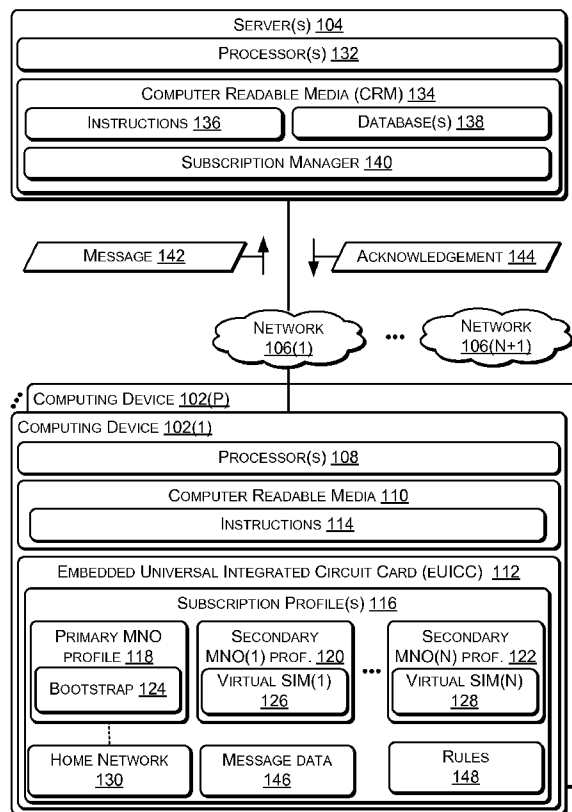 SERVER(S) 104
PROCESSOR(S) 132
COMPUTER READABLE MEDIA (CRM) 134
INSTRUCTIONS 136
DATABASE(S) 138
SUBSCRIPTION MANAGER 140
MESSAGE 142
ACKNOWLEDGEMENT 144
NETWORK
106(1)
...
NETWORK
106(N+1)
COMPUTING DEVICE 102(P)
COMPUTING DEVICE 102(1)
PROCESSOR(S) 108
COMPUTER READABLE MEDIA 110
INSTRUCTIONS 114
EMBEDDED UNIVERSAL INTEGRATED CIRCUIT CARD (EUICC) 112
SUBSCRIPTION PROFILE(S) 116
PRIMARY MNO
PROFILE 118
BOOTSTRAP 124
SECONDARY
MNO(1) PROF. 120
VIRTUAL SIM(1)
126
...
SECONDARY
MNO(N) PROF. 122
VIRTUAL SIM(N)
128
HOME NETWORK
130
MESSAGE DATA
146
RULES
148